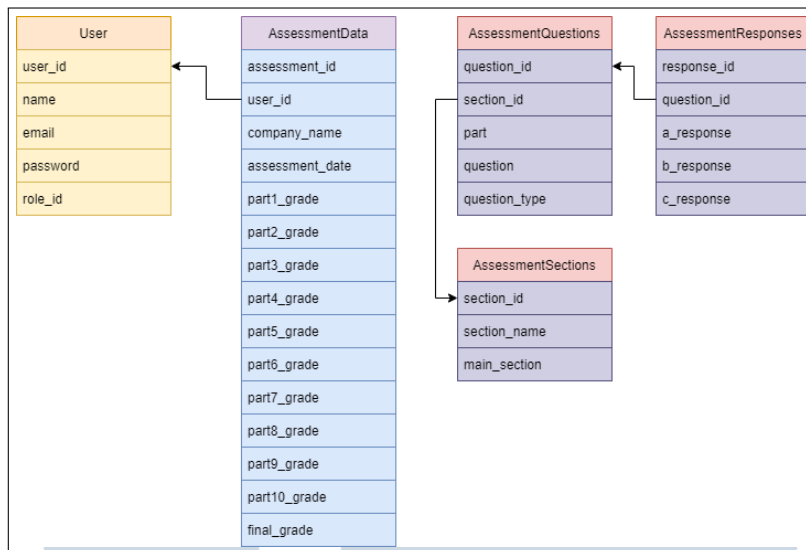 User
user_id
name
email
password
role_id
AssessmentData
assessment_id
user_id
company_name
assessment_date
part1_grade
part2_grade
part3_grade
part4_grade
part5_grade
part6_grade
part7_grade
part8_grade
part9_grade
part10_grade
final_grade
AssessmentQuestions
question_id
section_id
part
question
question_type
AssessmentSections
section_id
section_name
main_section
AssessmentResponses
response_id
question_id
a_response
b_response
c_response